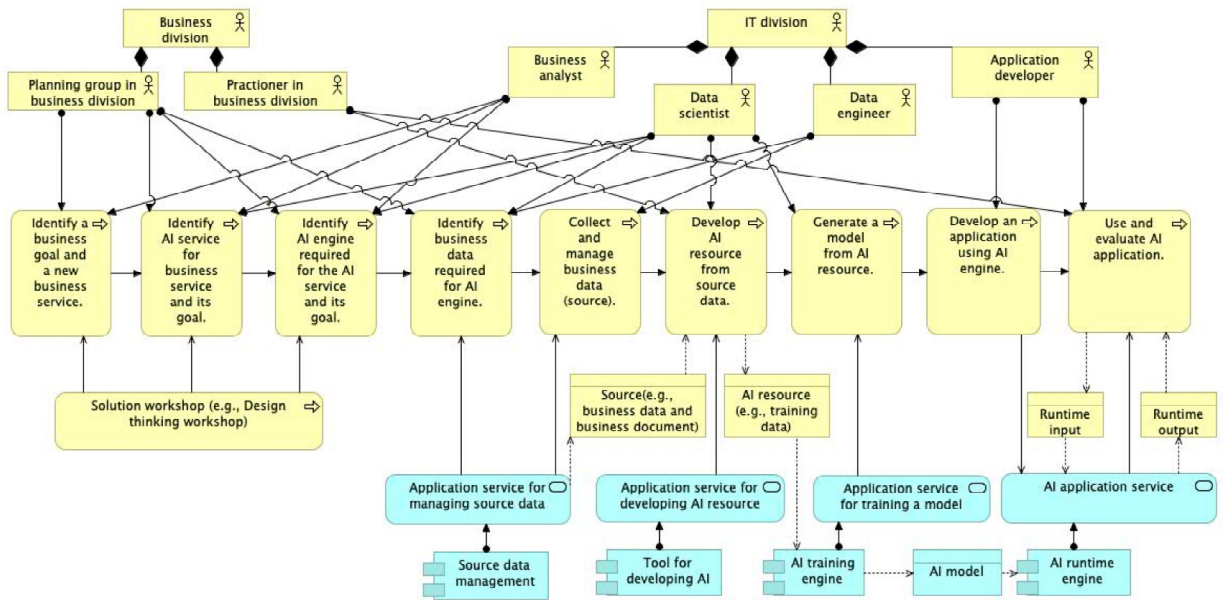 Business
division
IT division
Planning group in
business division
Practioner in
business division
Business
analyst
Data
scientist
Data
engineer
Application
developer
Identify a
business
goal and
a new
business
service.
Identify
AI service
for
business
service
and its
goal.
Identify
AI engine
required
for the AI
service
and its
goal.
Identify
business
data
required
for AI
engine.
Collect
and
manage
business
data
(source).
Develop
AI
resource
from
source
data.
Generate a
model
from AI
resource.
Develop an
application
using AI
engine.
Use and
evaluate AI
application.
Solution workshop (e.g., Design
thinking workshop)
Source(e.g.,
business data and
business document)
AI resource
(e.g., training
data)
Runtime
input
Runtime
output
Application service for
managing source data
Application service for
developing AI resource
Application service
for training a model
AI application service
Source data
management
Tool for
developing AI
AI training
engine
AI model
AI runtime
engine